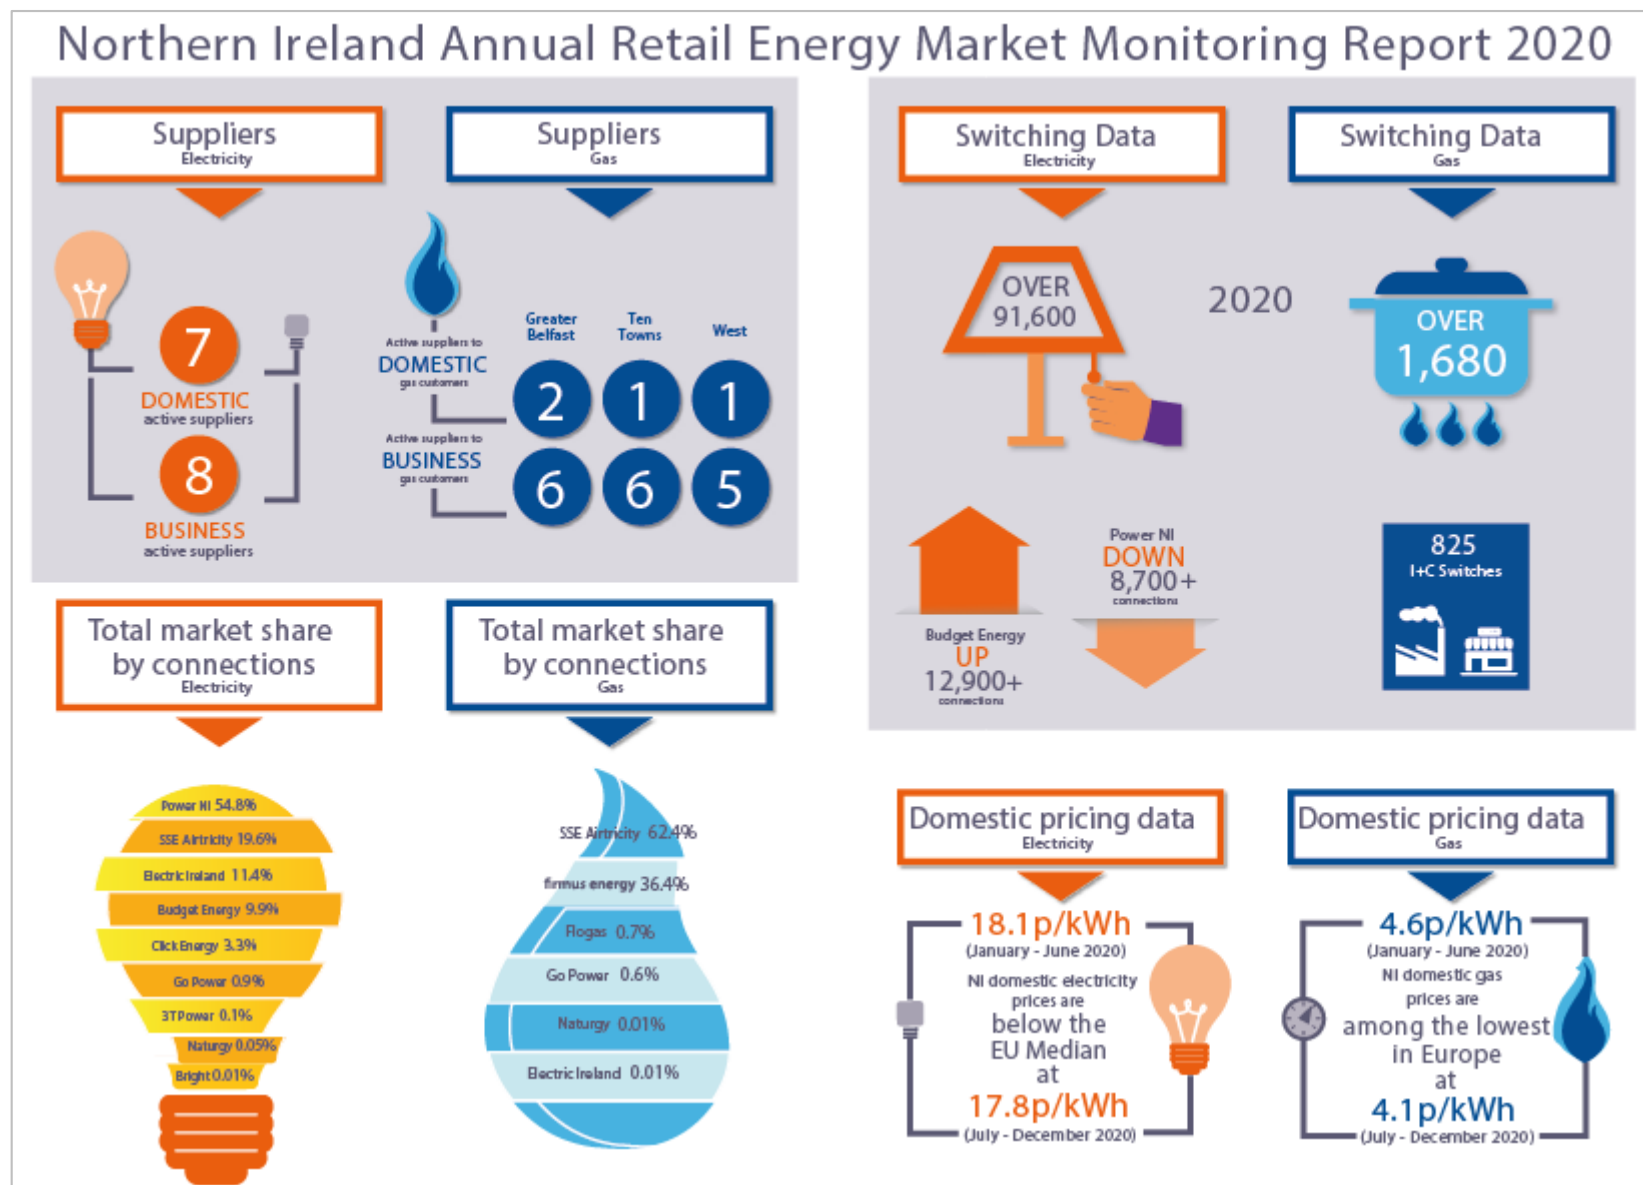 Northern Ireland Annual Retail Energy Market Monitoring Report 2020
Suppliers
Electricity
7
DOMESTIC
active suppliers
8
BUSINESS
active suppliers
Suppliers
Gas
Greater
Belfast
Ten
Towns
West
Active suppliers to
DOMESTIC
gas customers
2 1 1
Active suppliers to
BUSINESS
gas customers
6 6 5
Switching Data
Electricity
OVER
91,600
2020
Switching Data
Gas
OVER
1,680
Budget Energy
UP
12,900+
connections
Power NI
DOWN
8,700+
connections
825
I+C Switches
Total market share
by connections
Electricity
Power NI 54.8%
SSE Airtricity 19.6%
Electric Ireland 11.4%
Budget Energy 9.9%
Click Energy 3.3%
Go Power 0.9%
3T Power 0.1%
Naturgy 0.05%
Bright 0.01%
Total market share
by connections
Gas
SSE Airtricity 62.4%
firmus energy 36.4%
Flogas 0.7%
Go Power 0.6%
Naturgy 0.01%
Electric Ireland 0.01%
Domestic pricing data
Electricity
18.1p/kWh
(January - June 2020)
NI domestic electricity
prices are
below the
EU Median
at
17.8p/kWh
(July - December 2020)
Domestic pricing data
Gas
4.6p/kWh
(January - June 2020)
NI domestic gas
prices are
among the lowest
in Europe
at
4.1p/kWh
(July - December 2020)